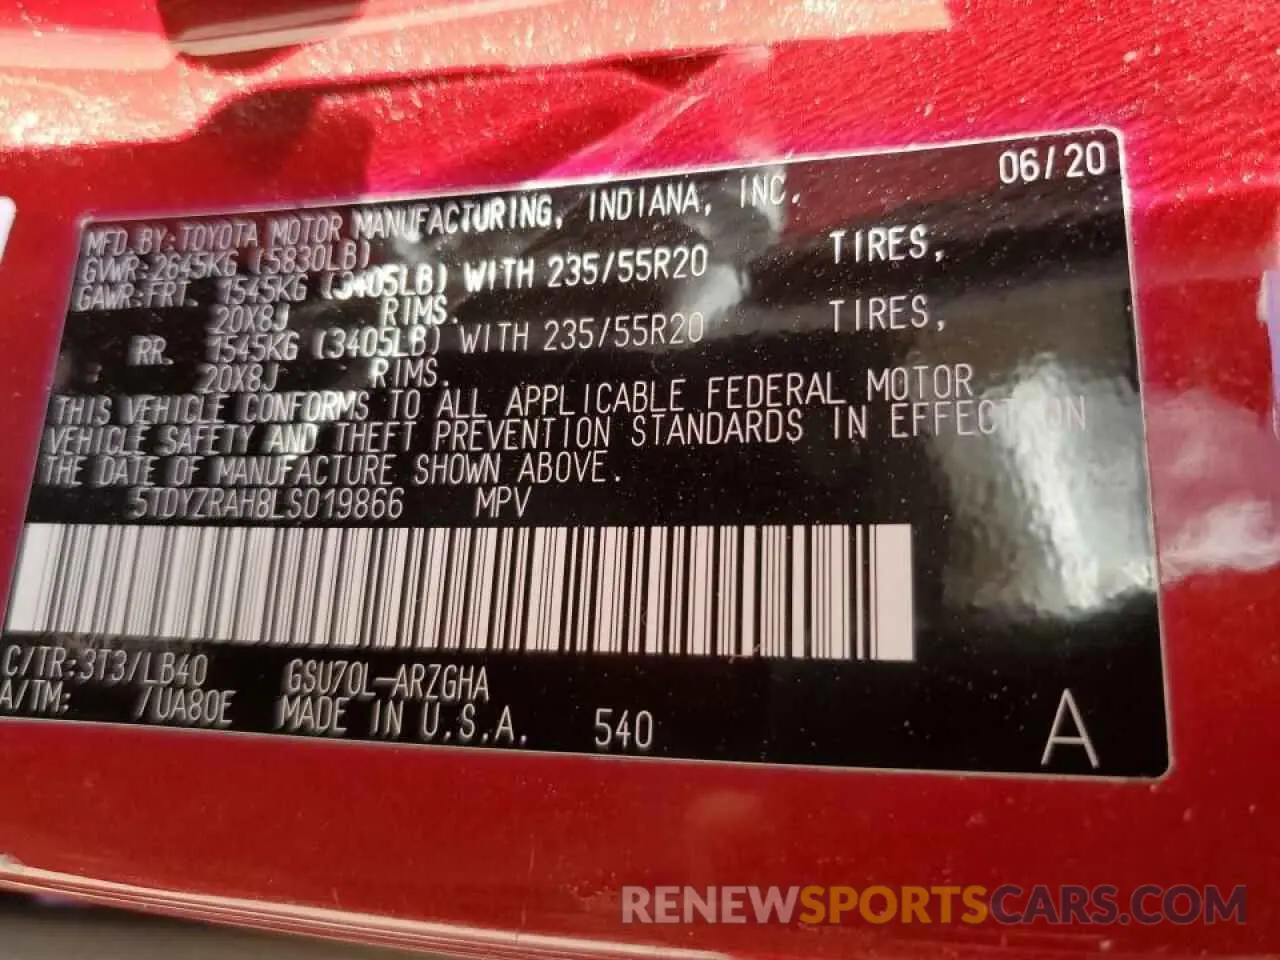 06/20
MFD.BY:TOYOTA MOTOR MANUFACTURING, INDIANA, INC.
GVWR:2645KG (5830LB)
GAWR:FRT. 1545KG (3405LB) WITH 235/55R20 TIRES,
20X8J RIMS.
RR. 1545KG (3405LB) WITH 235/55R20 TIRES,
20X8J RIMS.
THIS VEHICLE CONFORMS TO ALL APPLICABLE FEDERAL MOTOR
VEHICLE SAFETY AND THEFT PREVENTION STANDARDS IN EFFECT ON
THE DATE OF MANUFACTURE SHOWN ABOVE.
5TDYZRAH8LS019866 MPV
C/TR:3T3/LB40 GSU70L-ARZGHA
A/TM: /UA80E MADE IN U.S.A. 540
A
RENEWSPORTSCARS.COM